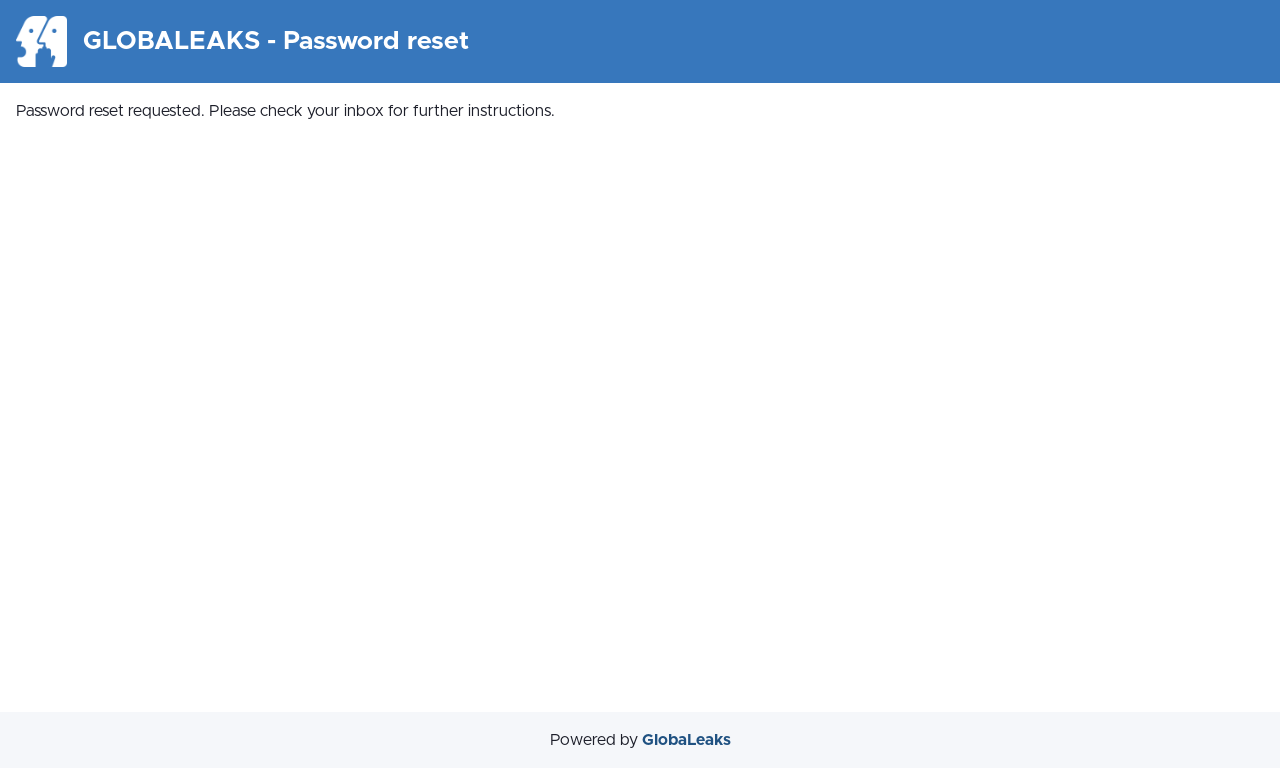 GLOBALEAKS - Password reset
Password reset requested. Please check your inbox for further instructions.
Powered by GlobaLeaks